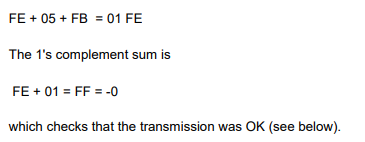 FE + 05 + FB = 01 FE
The 1's complement sum is
FE + 01 = FF = -0
which checks that the transmission was OK (see below).